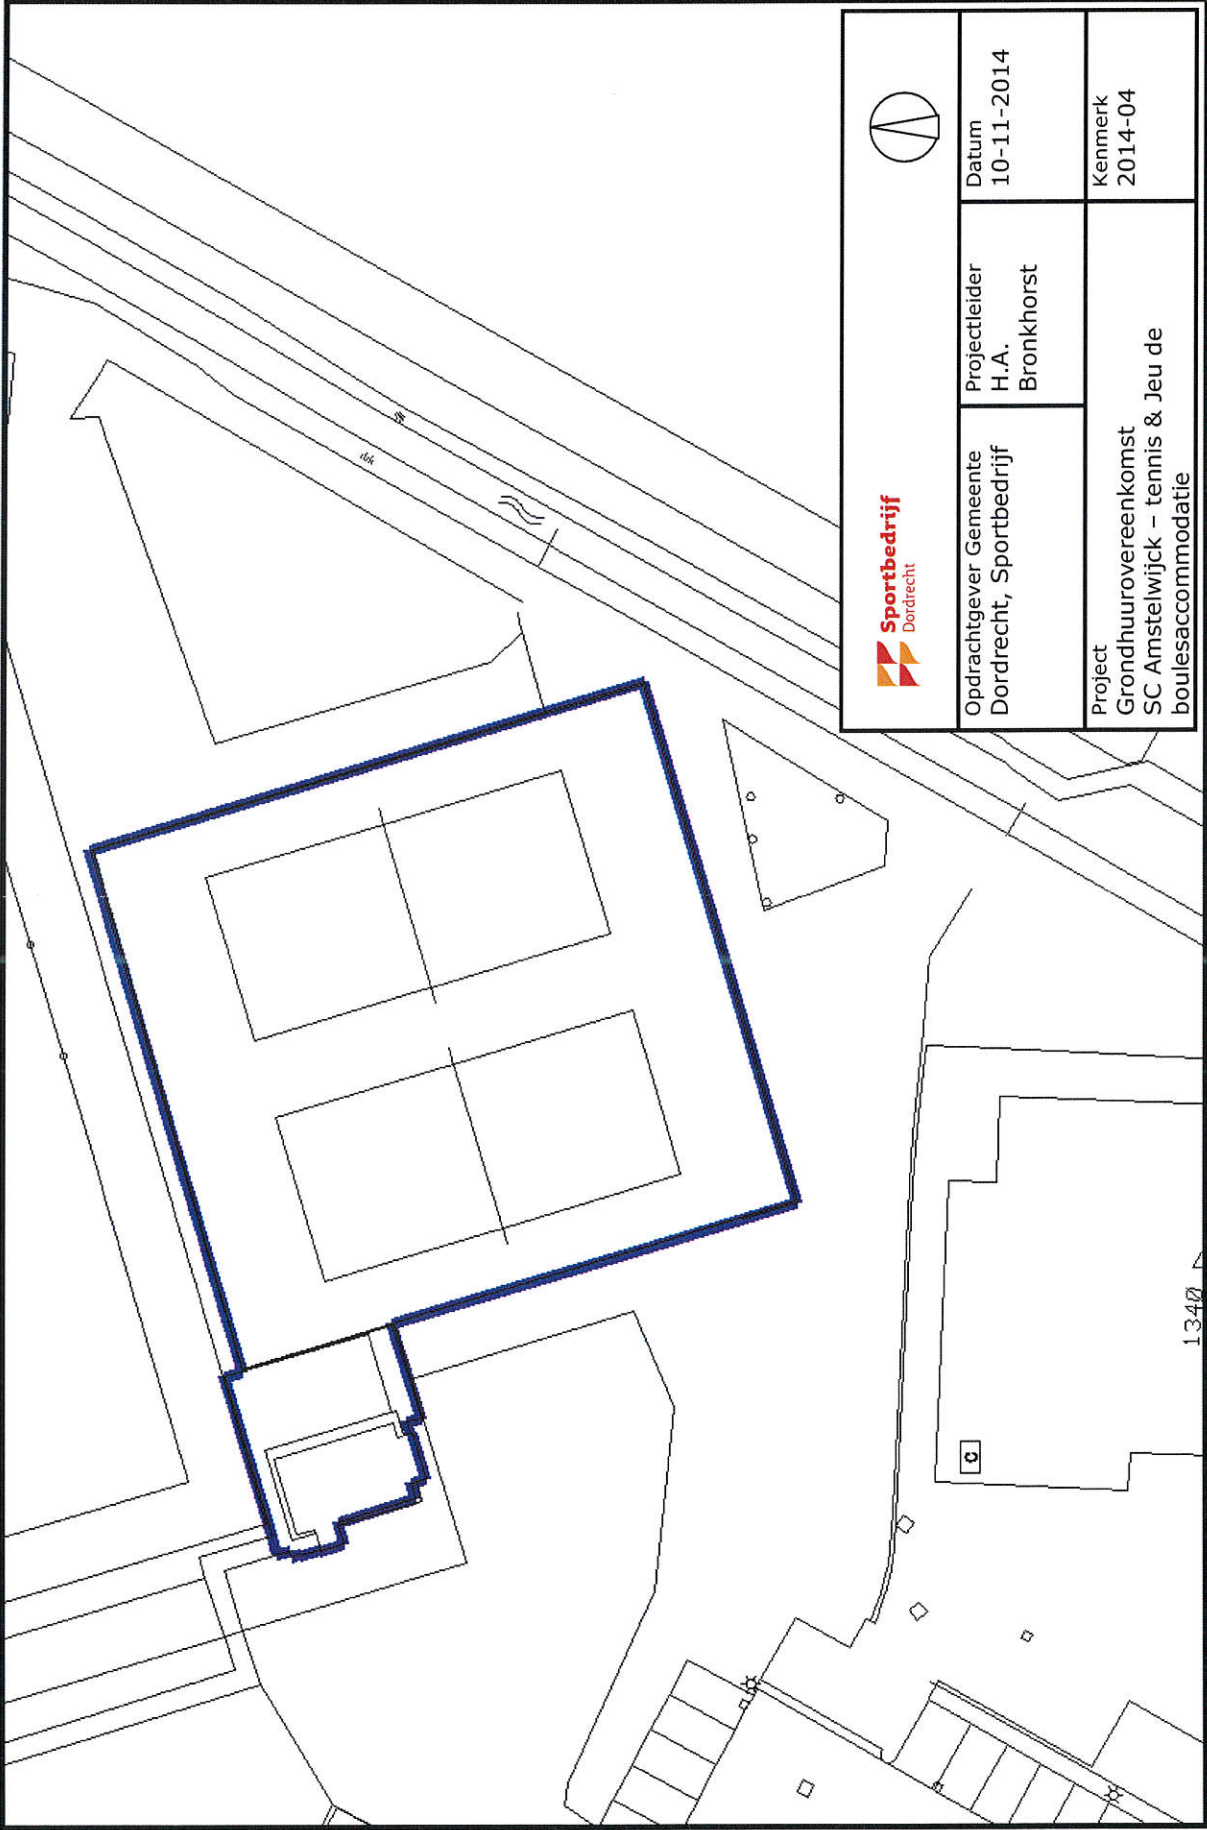 Sportbedrijf
Dordrecht
Opdrachtgever Gemeente
Dordrecht, Sportbedrijf
Projectleider
H.A.
Bronkhorst
Datum
10-11-2014
Project
Grondhuurovereenkomst
SC Amstelwijck – tennis & Jeu de
boulesaccommodatie
Kenmerk
2014-04
C
1340